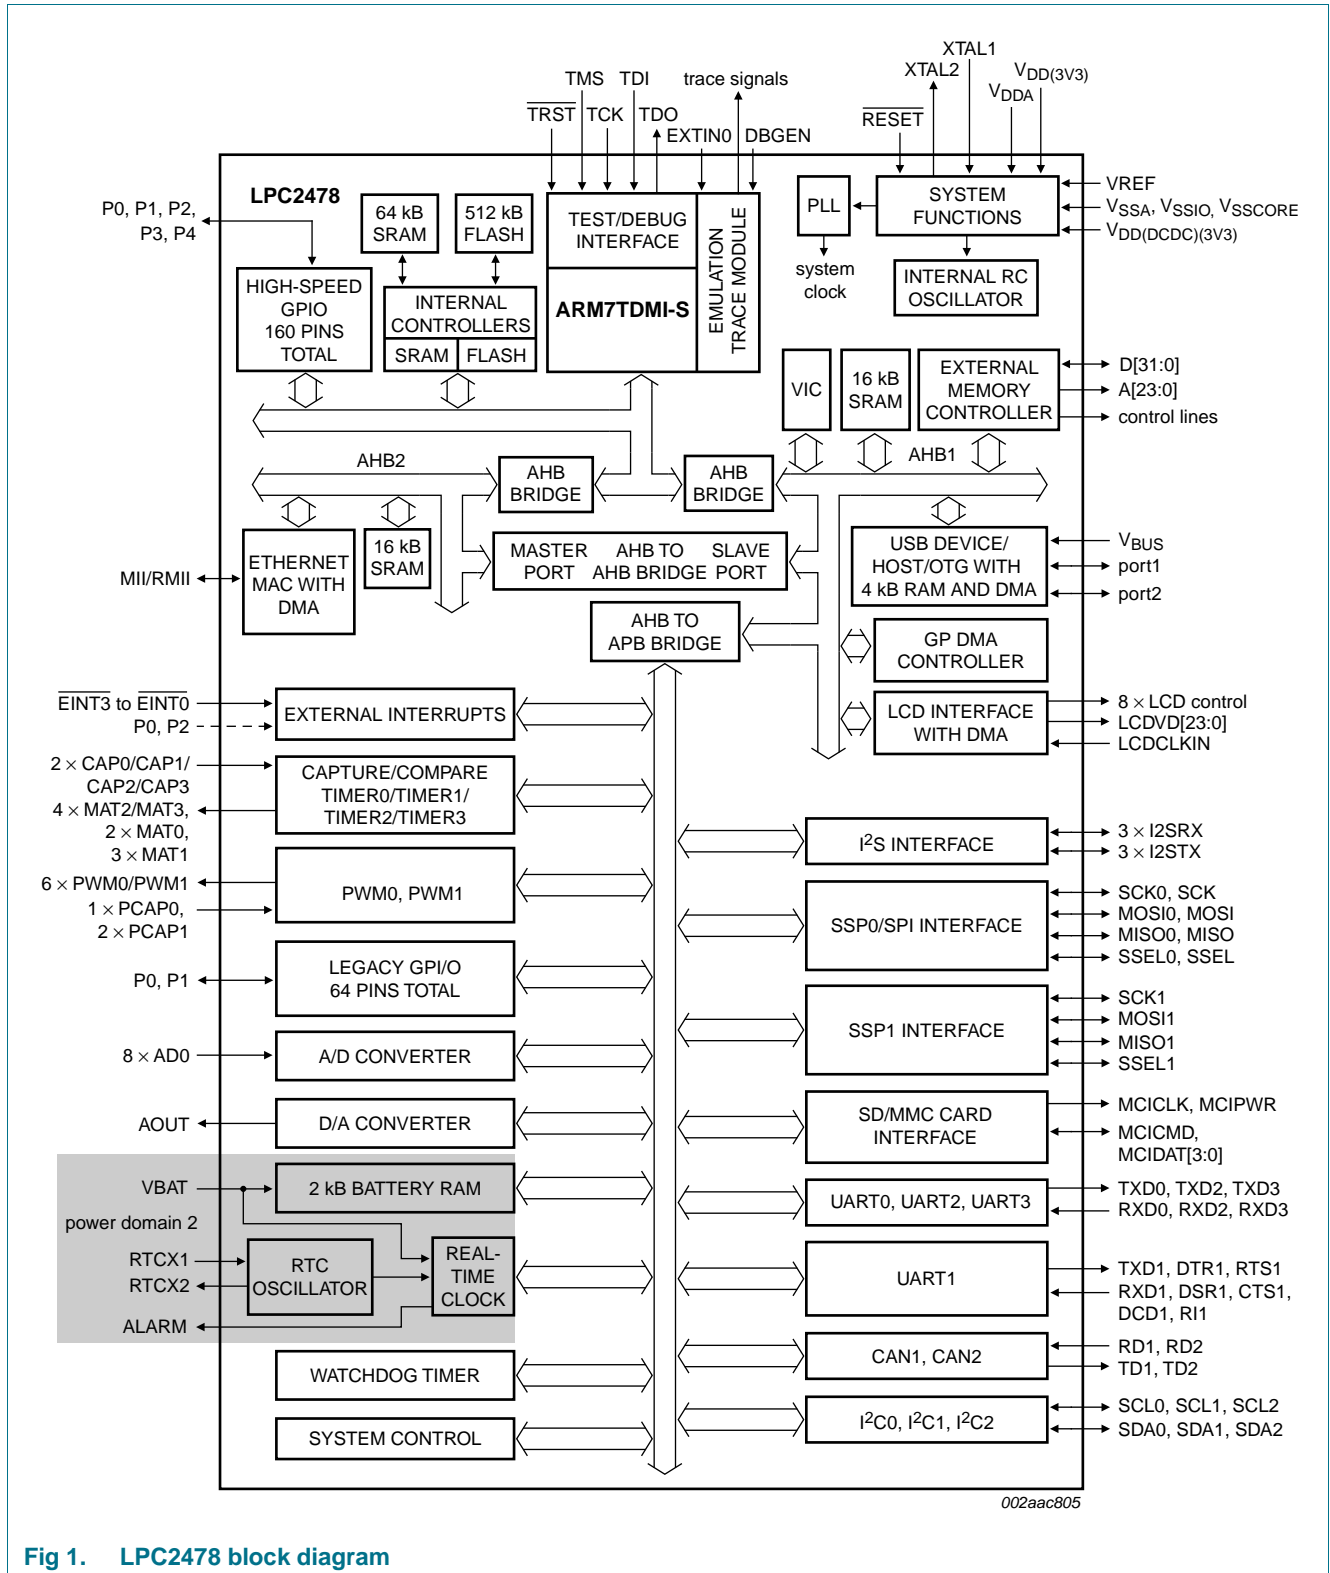 XTAL1
XTAL2
VDD(3V3)
VDDA
TMS TDI trace signals
TRST TCK TDO
EXTIN0 DBGEN
RESET
LPC2478
P0, P1, P2,
P3, P4
64 kB
SRAM
512 kB
FLASH
TEST/DEBUG
INTERFACE
EMULATION
TRACE MODULE
PLL
SYSTEM
FUNCTIONS
VREF
VSSA, VSSIO, VSSCORE
VDD(DCDC)(3V3)
system
clock
INTERNAL RC
OSCILLATOR
HIGH-SPEED
GPIO
160 PINS
TOTAL
INTERNAL
CONTROLLERS
SRAM FLASH
ARM7TDMI-S
VIC
16 kB
SRAM
EXTERNAL
MEMORY
CONTROLLER
D[31:0]
A[23:0]
control lines
AHB2
AHB
BRIDGE
AHB
BRIDGE
AHB1
ETHERNET
MAC WITH
DMA
MII/RMII
16 kB
SRAM
MASTER
PORT
AHB TO
AHB BRIDGE
SLAVE
PORT
USB DEVICE/
HOST/OTG WITH
4 kB RAM AND DMA
VBUS
port1
port2
AHB TO
APB BRIDGE
GP DMA
CONTROLLER
EINT3 to EINT0
P0, P2
EXTERNAL INTERRUPTS
LCD INTERFACE
WITH DMA
8 × LCD control
LCDVD[23:0]
LCDCLKIN
2 × CAP0/CAP1/
CAP2/CAP3
4 × MAT2/MAT3,
2 × MAT0,
3 × MAT1
CAPTURE/COMPARE
TIMER0/TIMER1/
TIMER2/TIMER3
I2S INTERFACE
3 × I2SRX
3 × I2STX
6 × PWM0/PWM1
1 × PCAP0,
2 × PCAP1
PWM0, PWM1
SSP0/SPI INTERFACE
SCK0, SCK
MOSI0, MOSI
MISO0, MISO
SSEL0, SSEL
P0, P1
LEGACY GPI/O
64 PINS TOTAL
SSP1 INTERFACE
SCK1
MOSI1
MISO1
SSEL1
8 × AD0
A/D CONVERTER
AOUT
D/A CONVERTER
SD/MMC CARD
INTERFACE
MCICLK, MCIPWR
MCICMD,
MCIDAT[3:0]
VBAT
2 kB BATTERY RAM
power domain 2
UART0, UART2, UART3
TXD0, TXD2, TXD3
RXD0, RXD2, RXD3
RTCX1
RTCX2
RTC
OSCILLATOR
REAL-
TIME
CLOCK
ALARM
UART1
TXD1, DTR1, RTS1
RXD1, DSR1, CTS1,
DCD1, RI1
WATCHDOG TIMER
CAN1, CAN2
RD1, RD2
TD1, TD2
SYSTEM CONTROL
I2C0, I2C1, I2C2
SCL0, SCL1, SCL2
SDA0, SDA1, SDA2
002aac805
Fig 1. LPC2478 block diagram